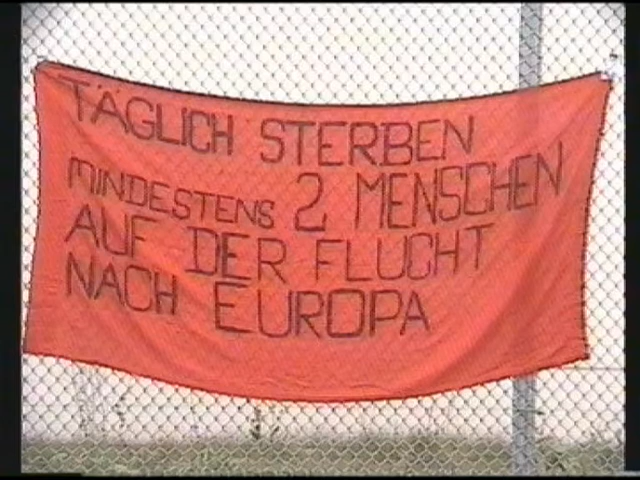 TÄGLICH STERBEN
MINDESTENS 2 MENSCHEN
AUF DER FLUCHT
NACH EUROPA